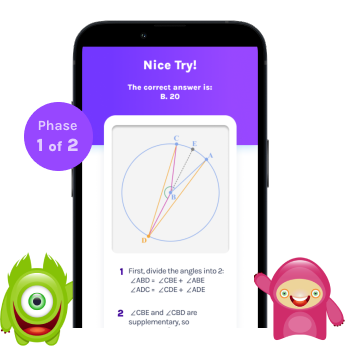 Nice Try!
The correct answer is:
B. 20
Phase
1 of 2
C
E
A
B
D
1 First, divide the angles into 2:
∠ABD = ∠CBE + ∠ABE
∠ADC = ∠CDE + ∠ADE
2 ∠CBE and ∠CBD are
supplementary, so